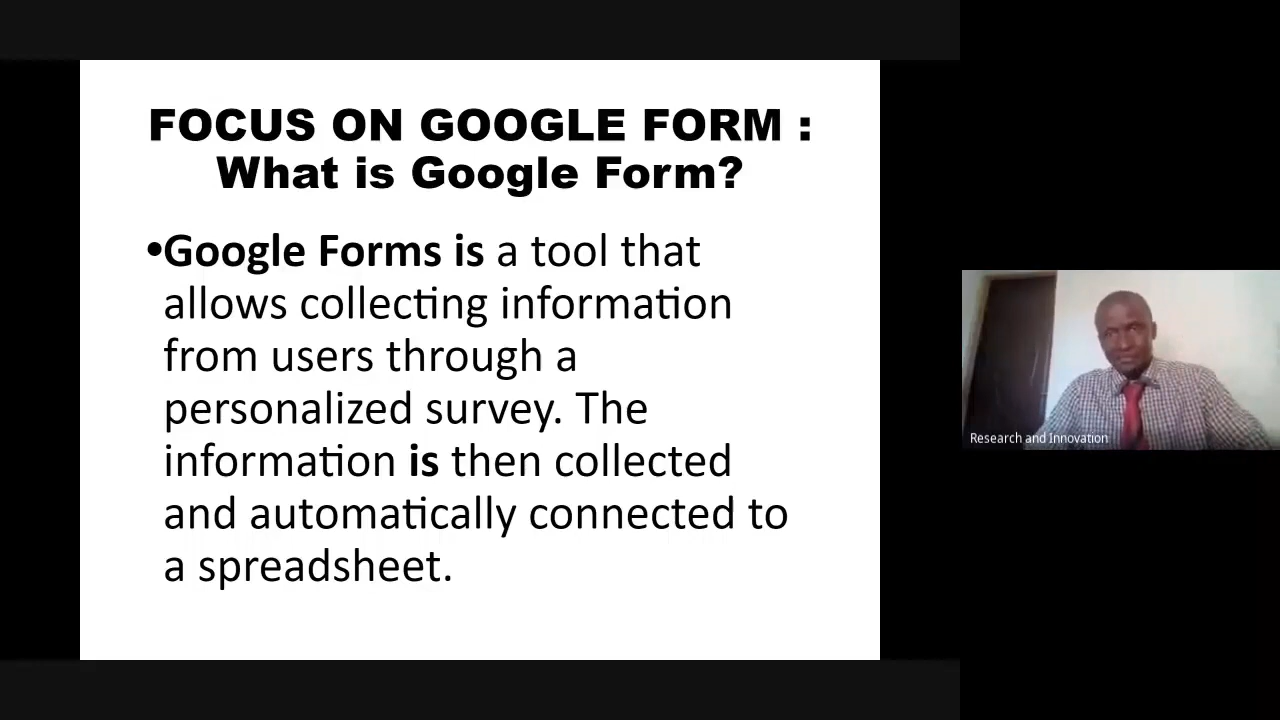 FOCUS ON GOOGLE FORM :
What is Google Form?
•Google Forms is a tool that
allows collecting information
from users through a
personalized survey. The
information is then collected
and automatically connected to
a spreadsheet.
Research and Innovation